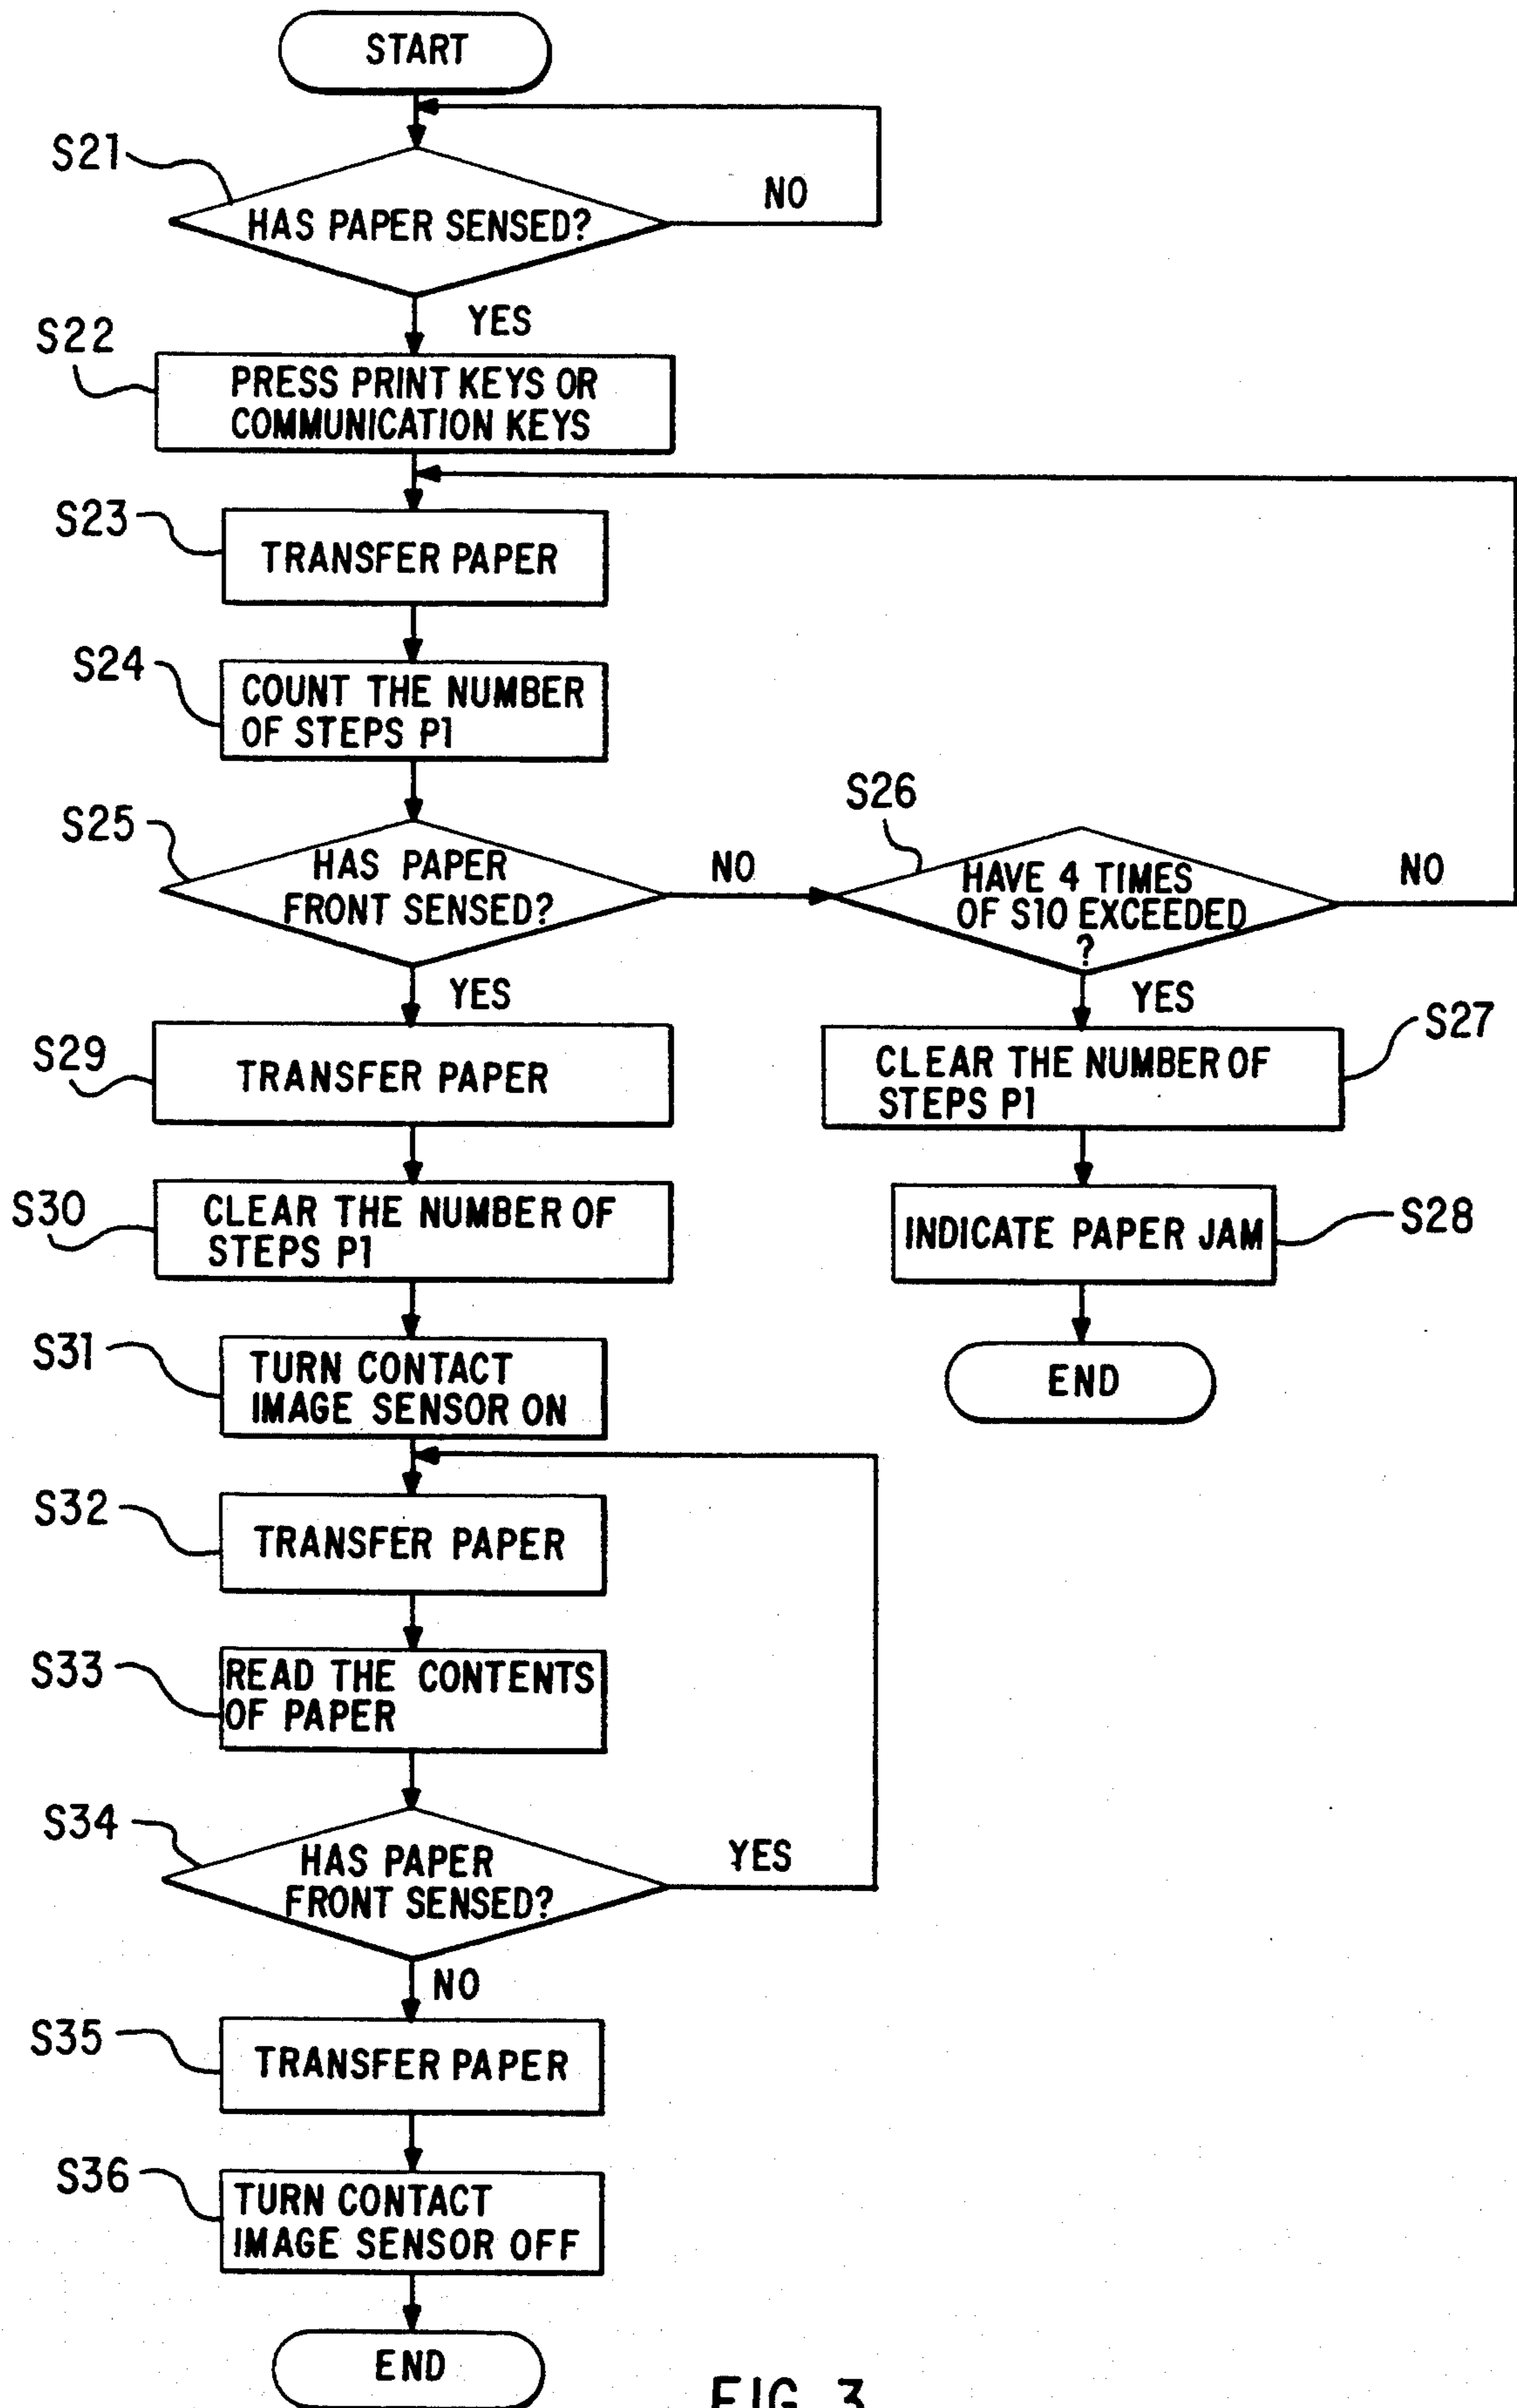 START
S21
NO
HAS PAPER SENSED?
YES
S22
PRESS PRINT KEYS OR
COMMUNICATION KEYS
S23
TRANSFER PAPER
S24
COUNT THE NUMBER
OF STEPS P1
S25
HAS PAPER
FRONT SENSED?
NO
S26
HAVE 4 TIMES
OF S10 EXCEEDED
?
NO
YES
YES
S27
CLEAR THE NUMBER OF
STEPS P1
S28
INDICATE PAPER JAM
END
S29
TRANSFER PAPER
S30
CLEAR THE NUMBER OF
STEPS P1
S31
TURN CONTACT
IMAGE SENSOR ON
S32
TRANSFER PAPER
S33
READ THE CONTENTS
OF PAPER
S34
HAS PAPER
FRONT SENSED?
YES
NO
S35
TRANSFER PAPER
S36
TURN CONTACT
IMAGE SENSOR OFF
END
FIG. 3